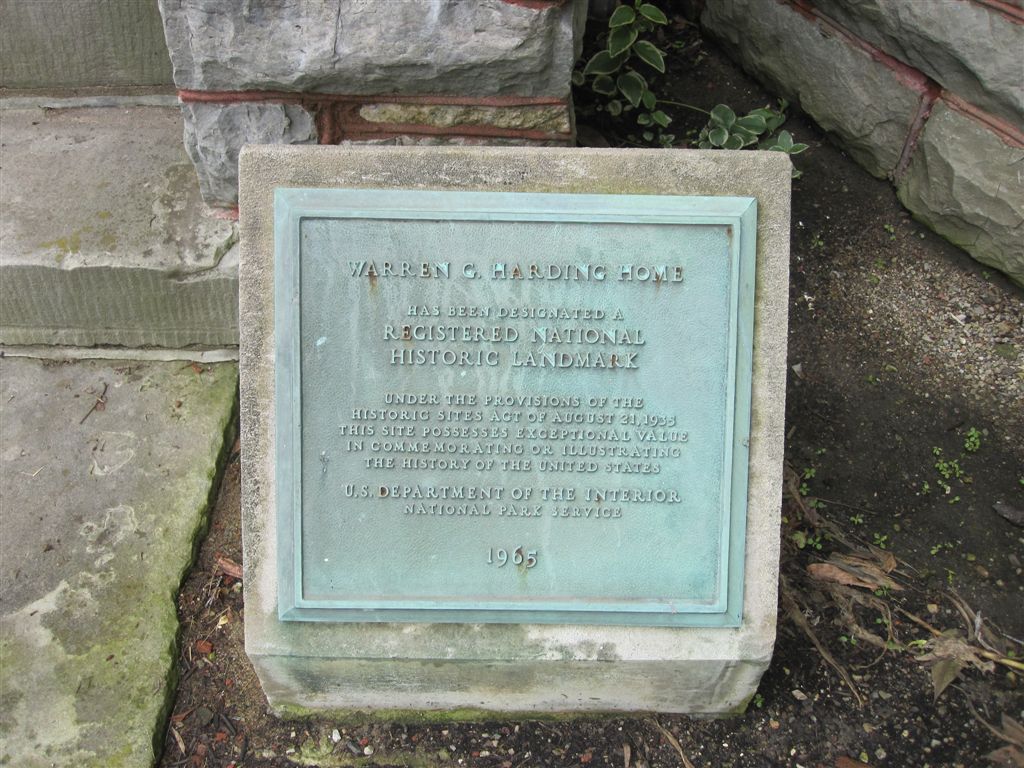 WARREN G. HARDING HOME
HAS BEEN DESIGNATED A
REGISTERED NATIONAL
HISTORIC LANDMARK
UNDER THE PROVISIONS OF THE
HISTORIC SITES ACT OF AUGUST 21, 1935
THIS SITE POSSESSES EXCEPTIONAL VALUE
IN COMMEMORATING OR ILLUSTRATING
THE HISTORY OF THE UNITED STATES
U.S. DEPARTMENT OF THE INTERIOR
NATIONAL PARK SERVICE
1965